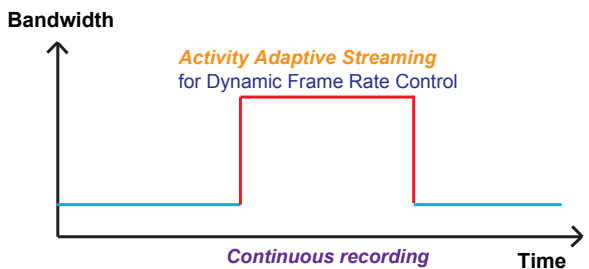 Bandwidth
Activity Adaptive Streaming
for Dynamic Frame Rate Control
Continuous recording
Time